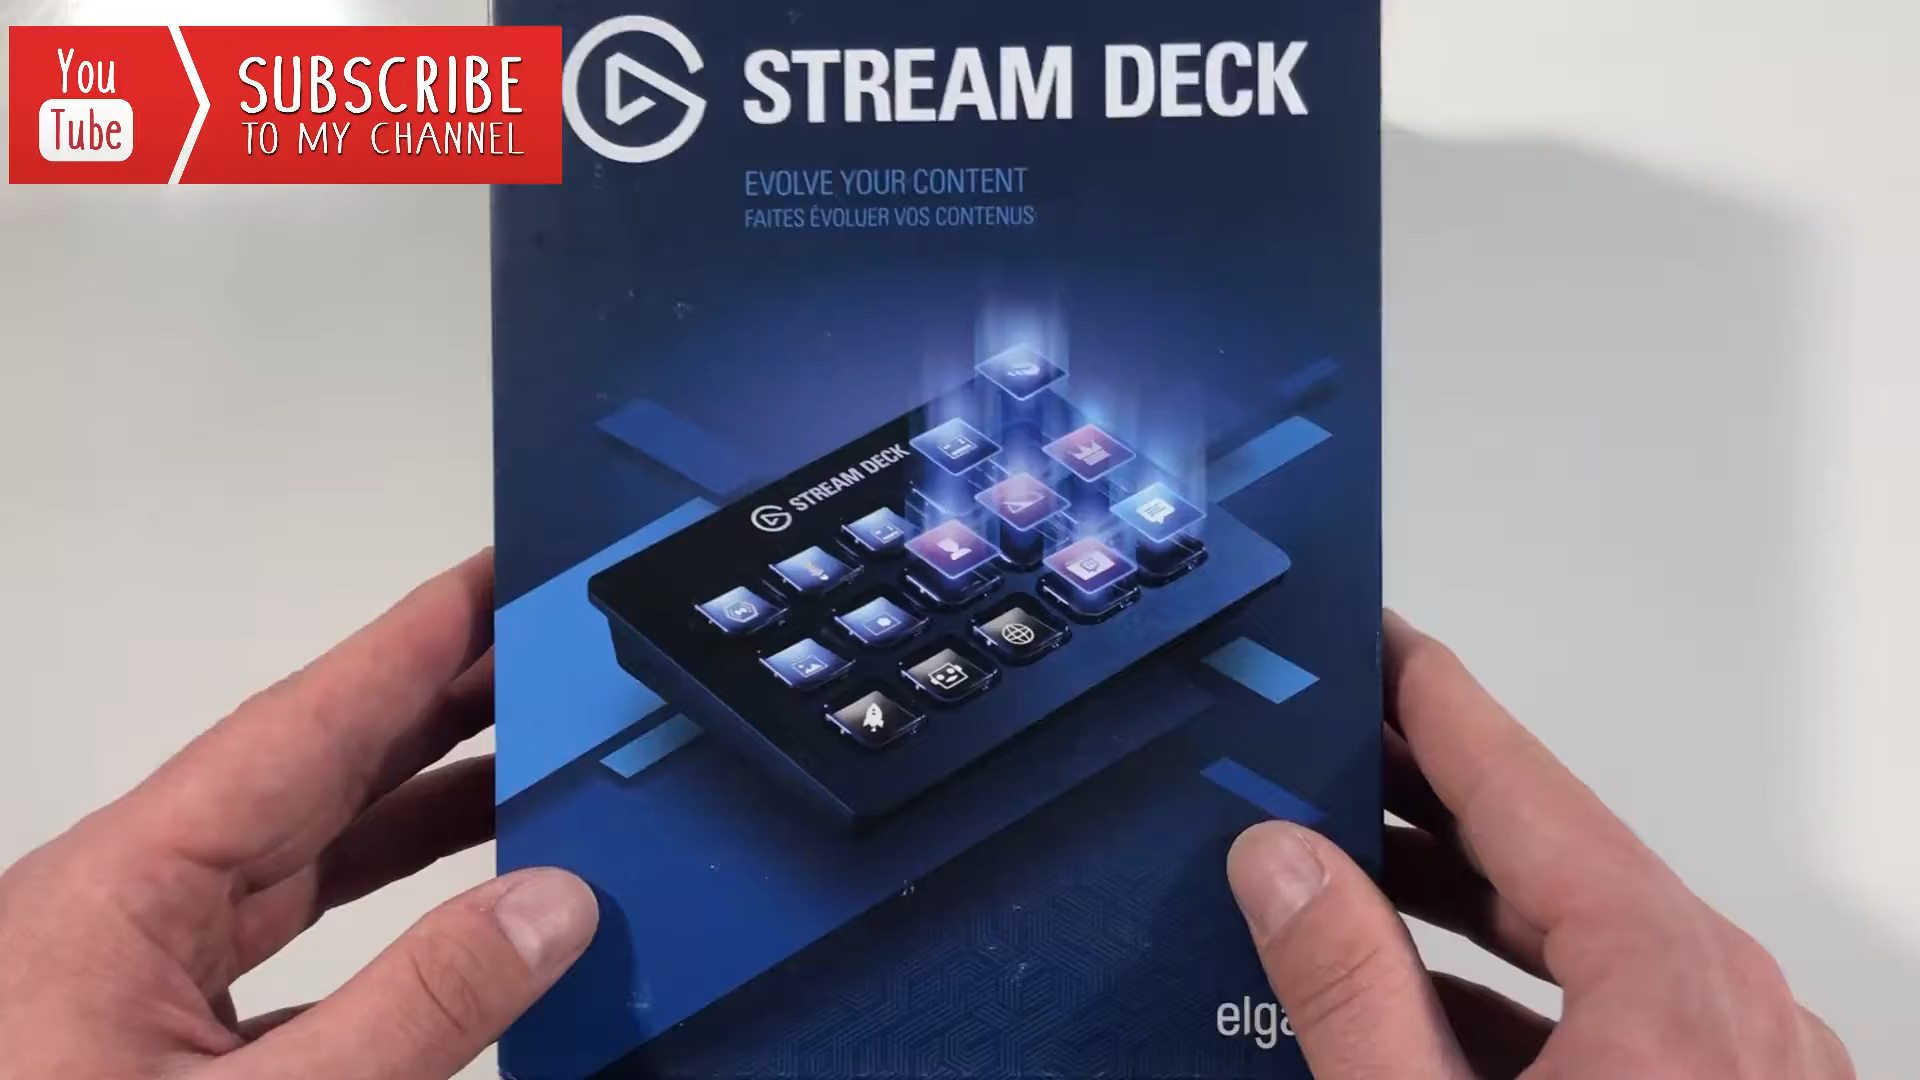 You
Tube
SUBSCRIBE
TO MY CHANNEL
STREAM DECK
EVOLVE YOUR CONTENT
FAITES ÉVOLUER VOS CONTENUS
STREAM DECK